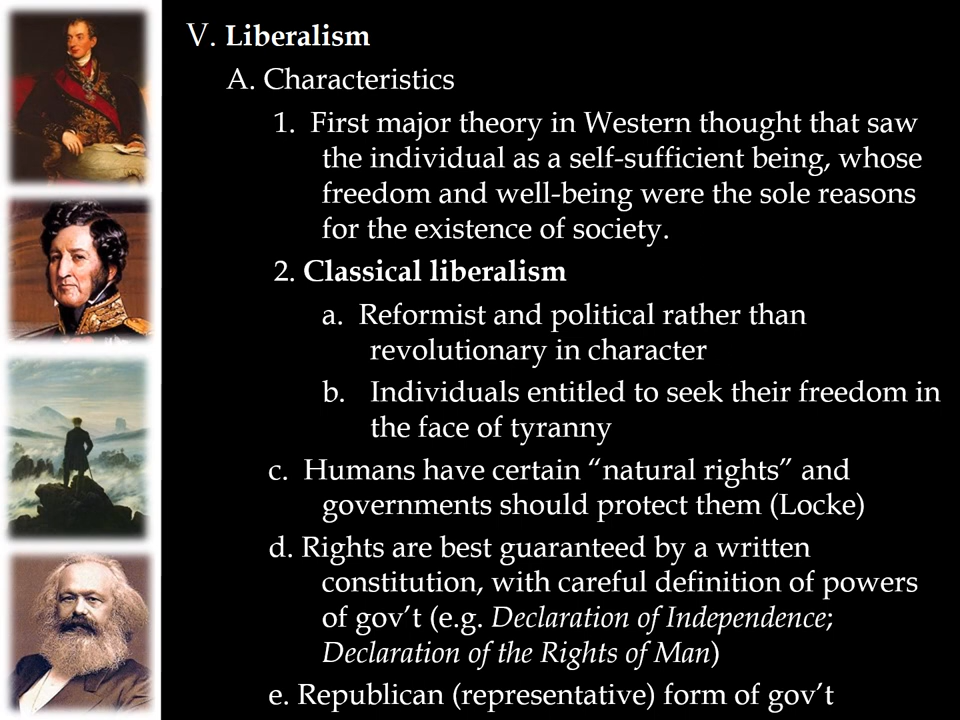 V. Liberalism
A. Characteristics
1. First major theory in Western thought that saw
the individual as a self-sufficient being, whose
freedom and well-being were the sole reasons
for the existence of society.
2. Classical liberalism
a. Reformist and political rather than
revolutionary in character
b. Individuals entitled to seek their freedom in
the face of tyranny
c. Humans have certain “natural rights” and
governments should protect them (Locke)
d. Rights are best guaranteed by a written
constitution, with careful definition of powers
of gov’t (e.g. Declaration of Independence;
Declaration of the Rights of Man)
e. Republican (representative) form of gov’t